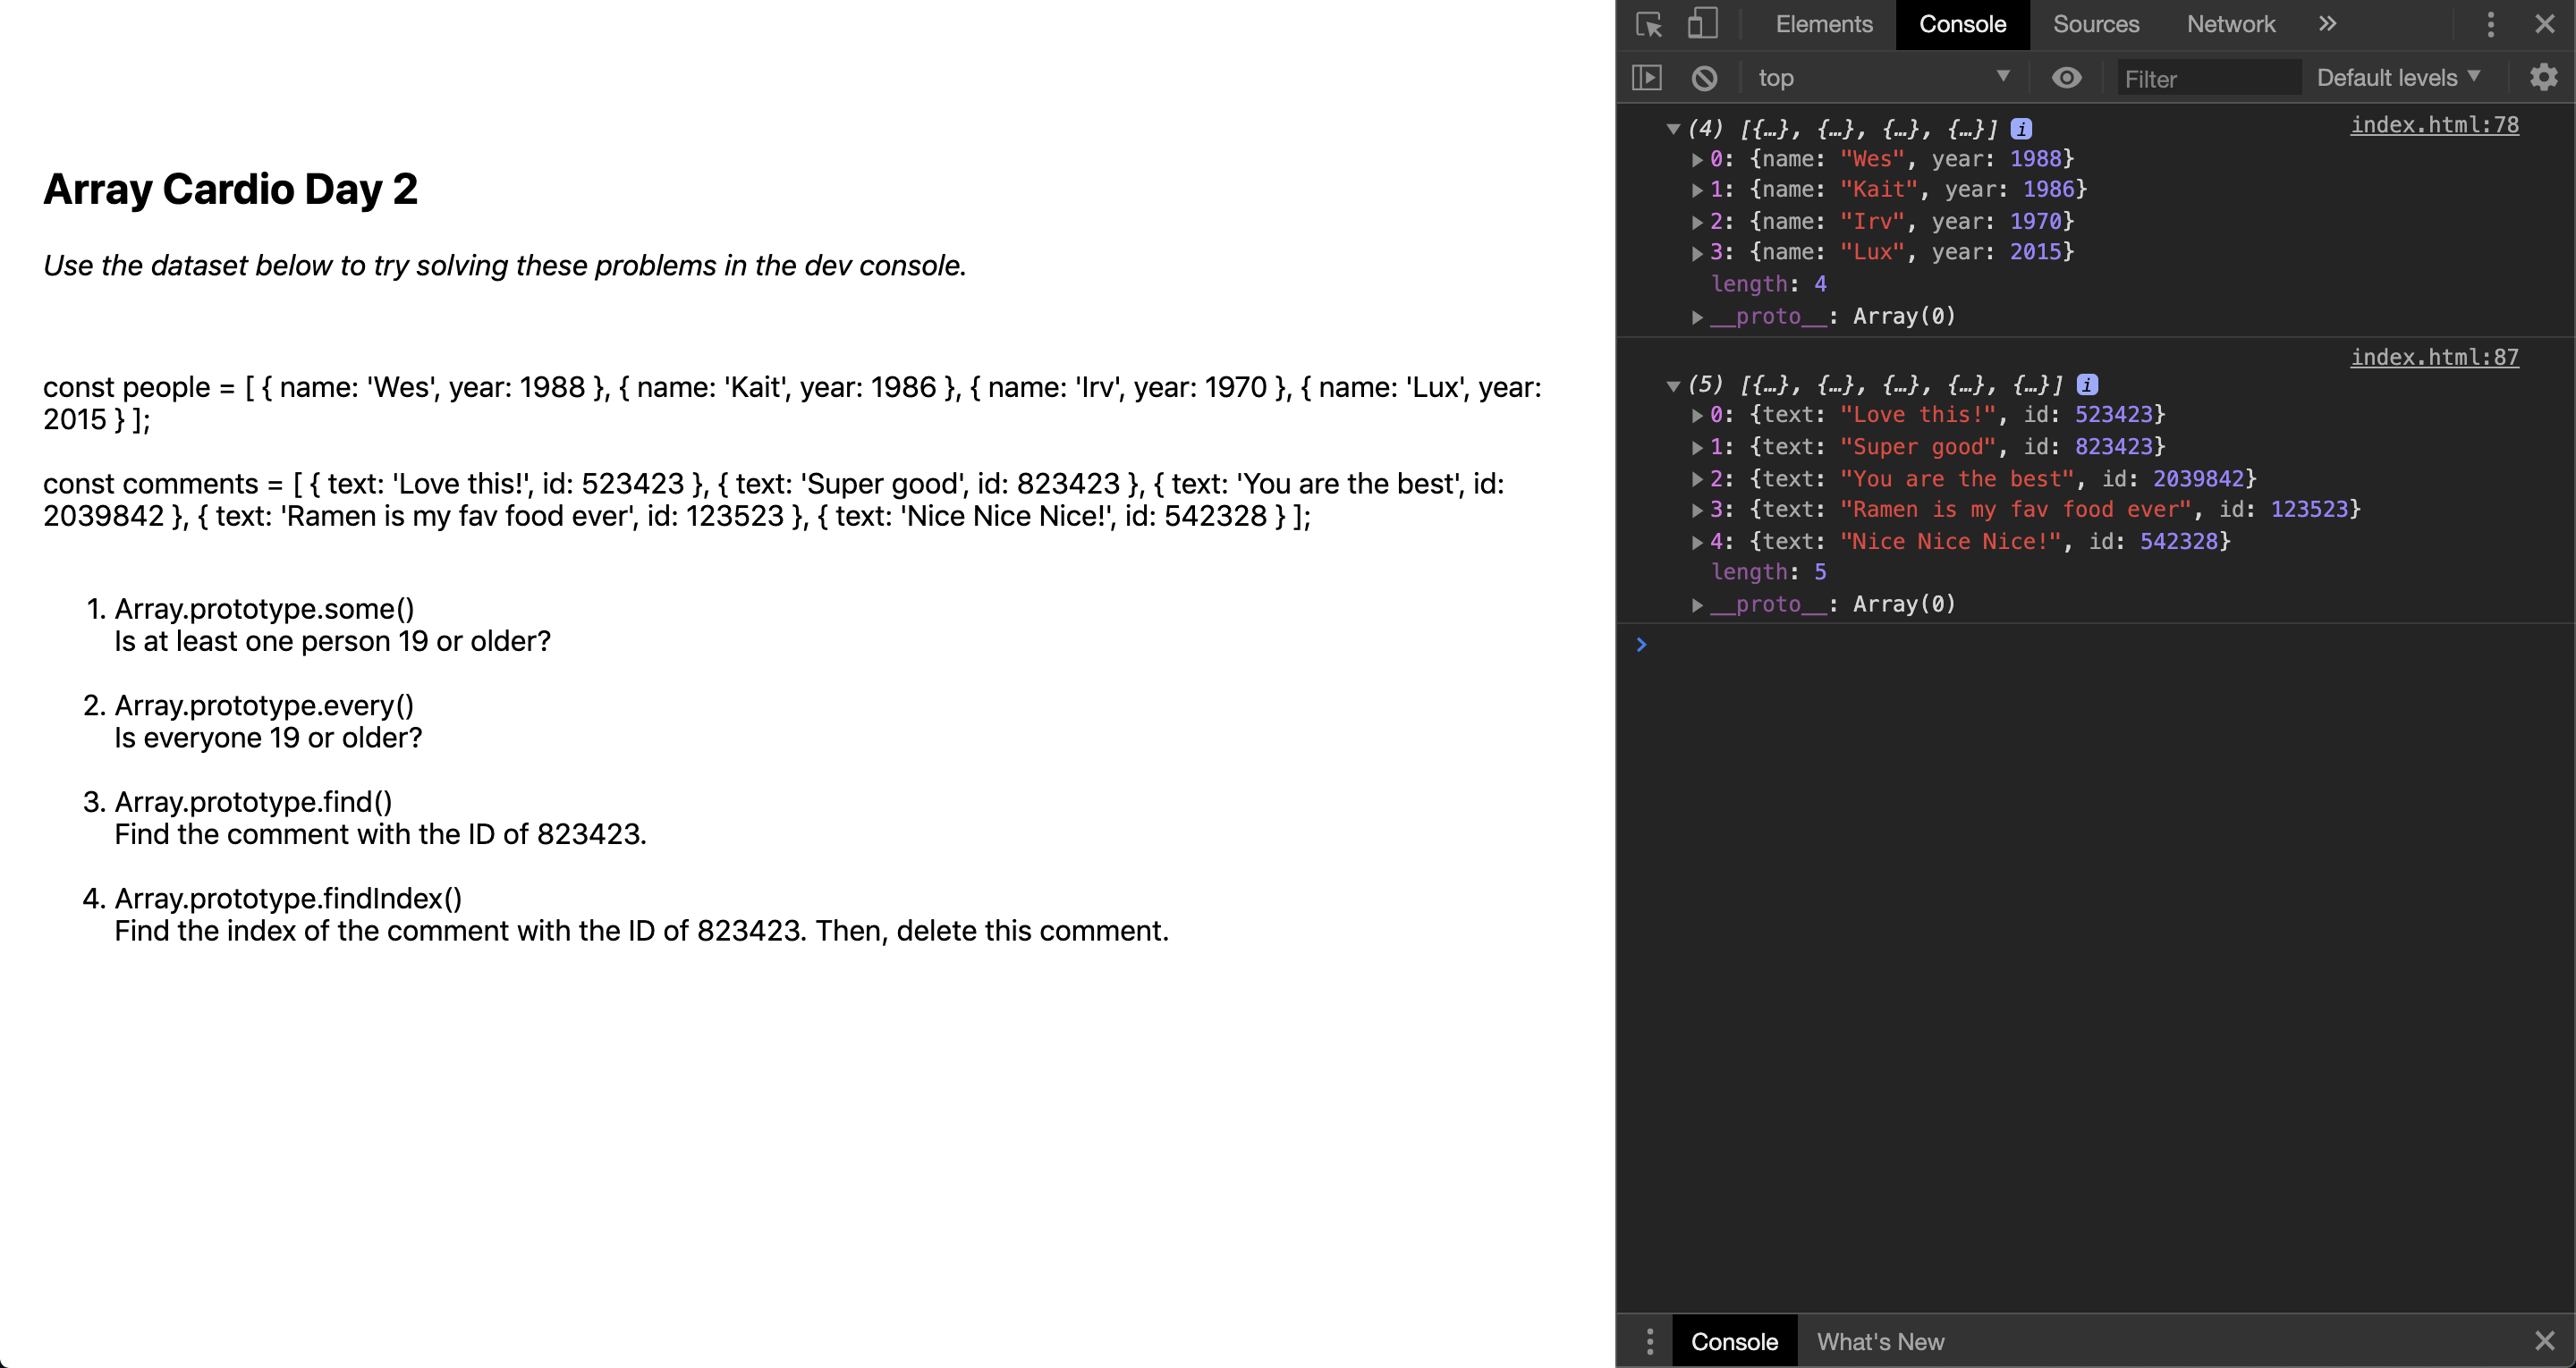 Array Cardio Day 2
Use the dataset below to try solving these problems in the dev console.
const people = [ { name: 'Wes', year: 1988 }, { name: 'Kait', year: 1986 }, { name: 'Irv', year: 1970 }, { name: 'Lux', year:
2015 } ];
const comments = [ { text: 'Love this!', id: 523423 }, { text: 'Super good', id: 823423 }, { text: 'You are the best', id:
2039842 }, { text: 'Ramen is my fav food ever', id: 123523 }, { text: 'Nice Nice Nice!', id: 542328 } ];
1. Array.prototype.some()
Is at least one person 19 or older?
2. Array.prototype.every()
Is everyone 19 or older?
3. Array.prototype.find()
Find the comment with the ID of 823423.
4. Array.prototype.findIndex()
Find the index of the comment with the ID of 823423. Then, delete this comment.
Elements Console Sources Network »
top Filter Default levels
(4) [{…}, {…}, {…}, {…}] i index.html:78
0: {name: "Wes", year: 1988}
1: {name: "Kait", year: 1986}
2: {name: "Irv", year: 1970}
3: {name: "Lux", year: 2015}
length: 4
__proto__: Array(0)
index.html:87
(5) [{…}, {…}, {…}, {…}, {…}] i
0: {text: "Love this!", id: 523423}
1: {text: "Super good", id: 823423}
2: {text: "You are the best", id: 2039842}
3: {text: "Ramen is my fav food ever", id: 123523}
4: {text: "Nice Nice Nice!", id: 542328}
length: 5
__proto__: Array(0)
>
Console What's New